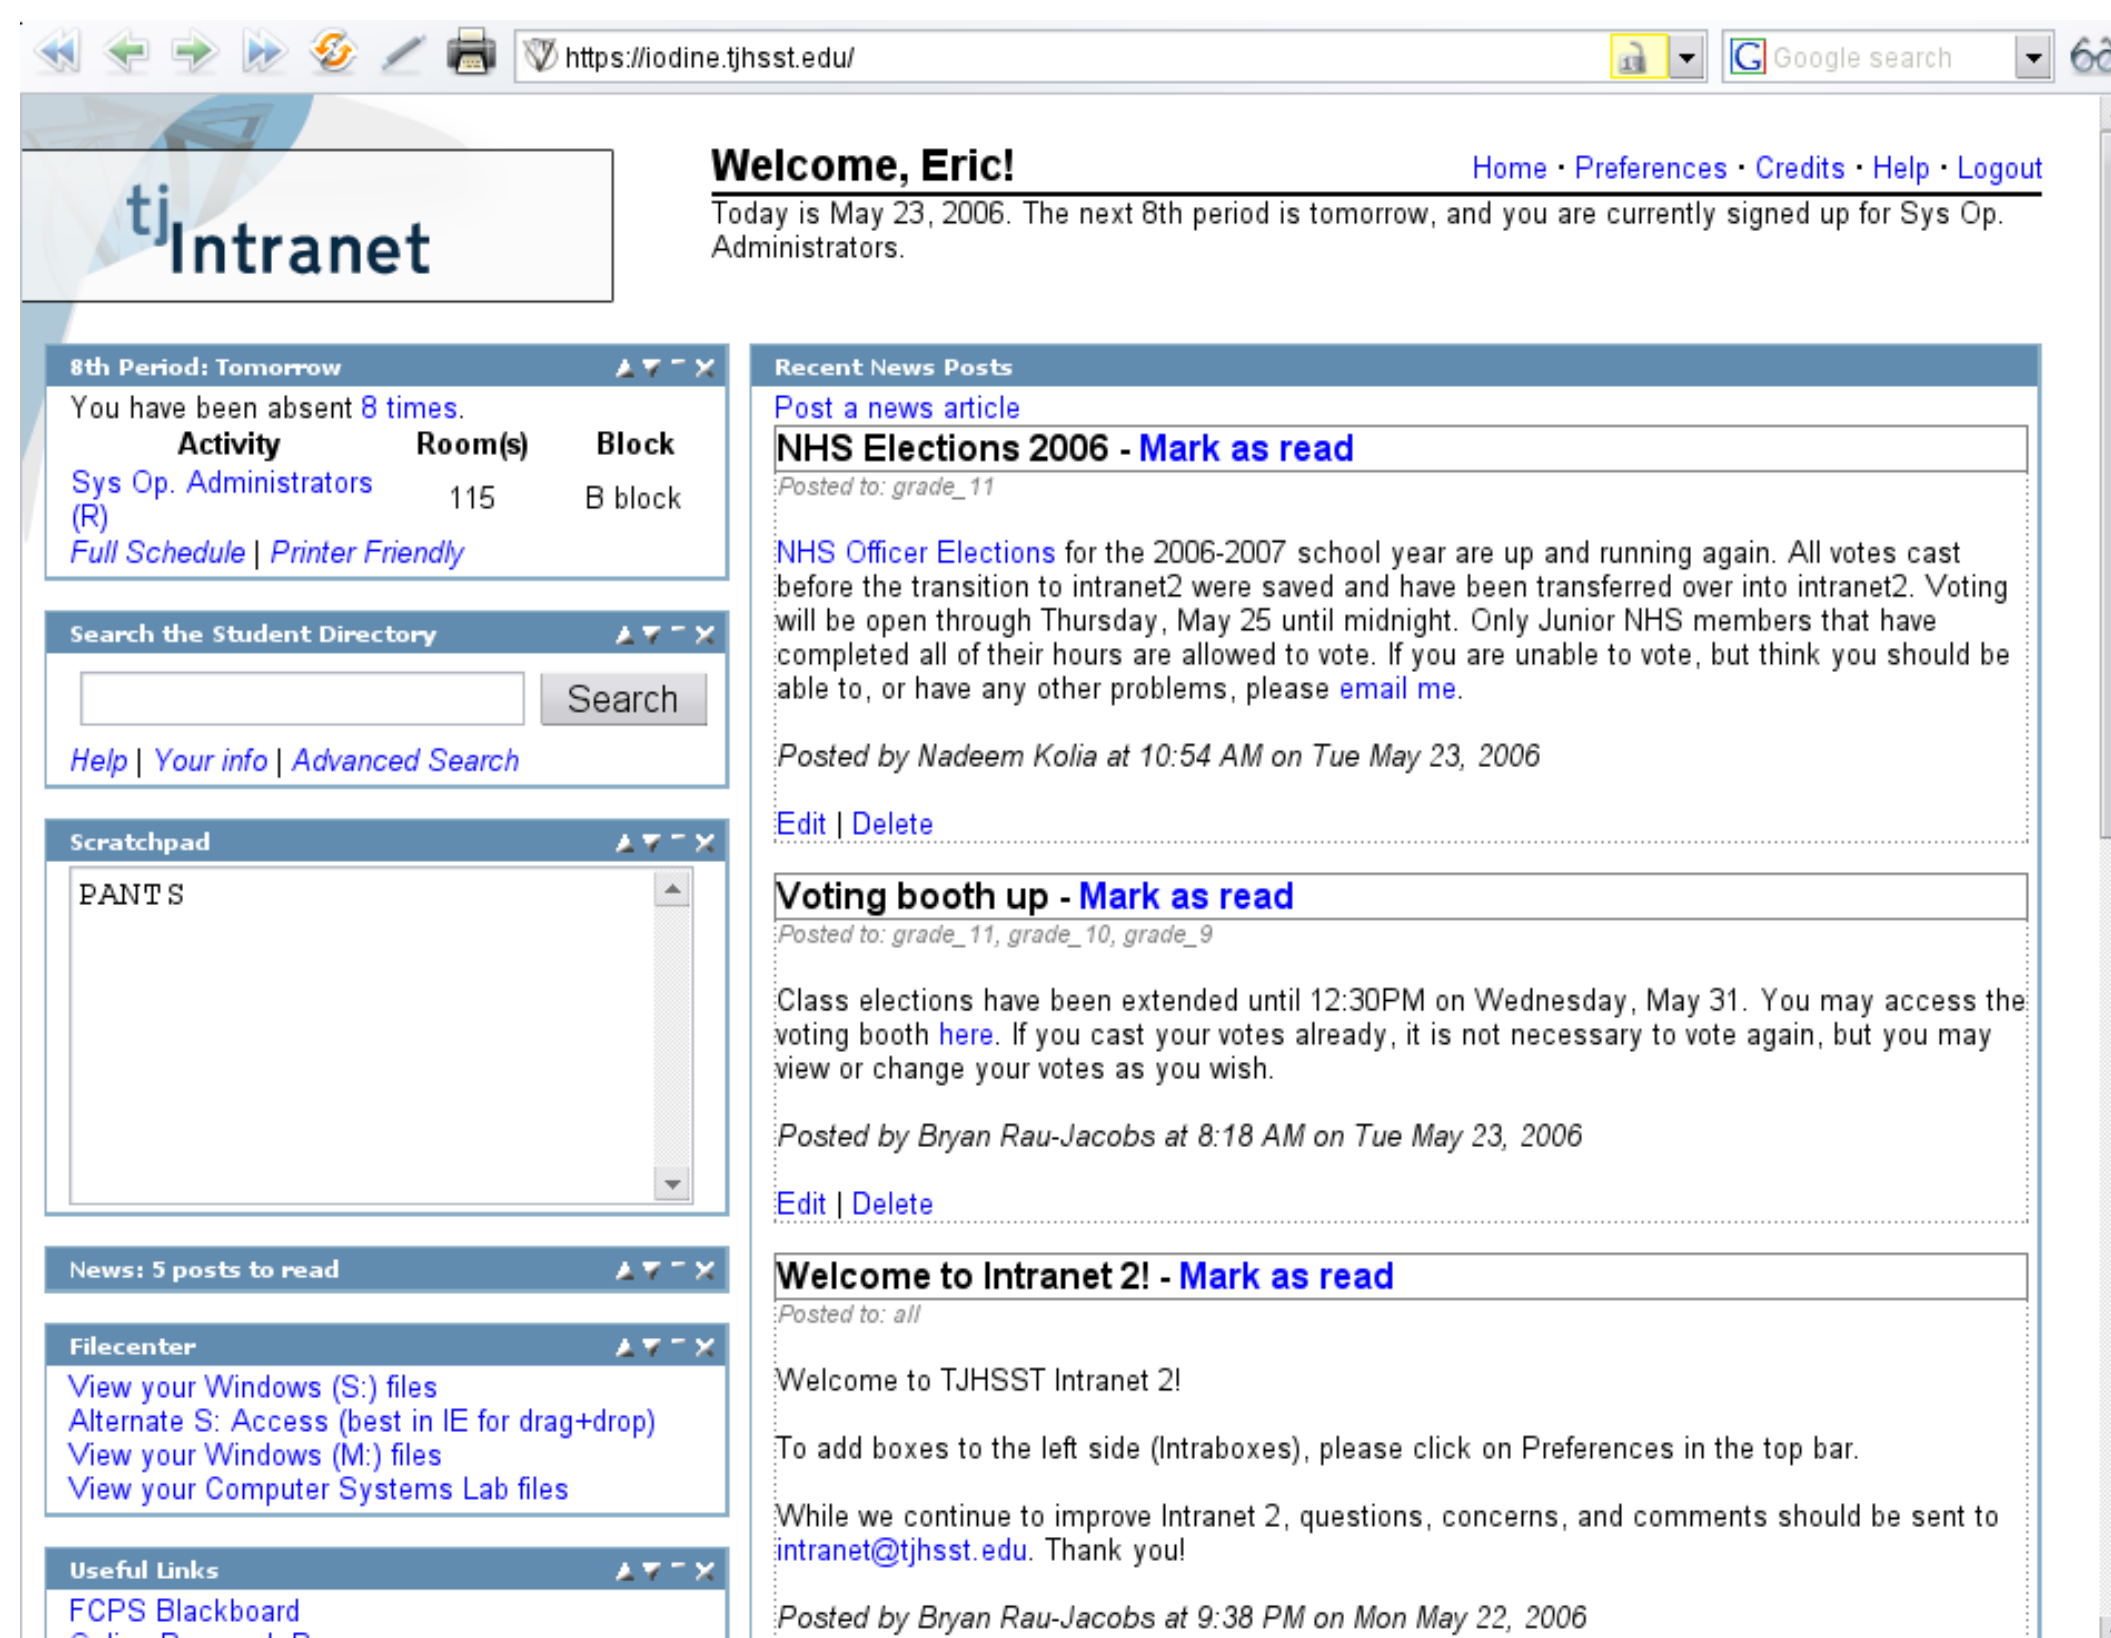 https://iodine.tjhsst.edu/
Google search
tj Intranet
Welcome, Eric!
Home · Preferences · Credits · Help · Logout
Today is May 23, 2006. The next 8th period is tomorrow, and you are currently signed up for Sys Op.
Administrators.
8th Period: Tomorrow
You have been absent 8 times.
Activity Room(s) Block
Sys Op. Administrators
(R) 115 B block
Full Schedule | Printer Friendly
Search the Student Directory
Search
Help | Your info | Advanced Search
Scratchpad
PANTS
News: 5 posts to read
Filecenter
View your Windows (S:) files
Alternate S: Access (best in IE for drag+drop)
View your Windows (M:) files
View your Computer Systems Lab files
Useful Links
FCPS Blackboard
Recent News Posts
Post a news article
NHS Elections 2006 - Mark as read
Posted to: grade_11
NHS Officer Elections for the 2006-2007 school year are up and running again. All votes cast
before the transition to intranet2 were saved and have been transferred over into intranet2. Voting
will be open through Thursday, May 25 until midnight. Only Junior NHS members that have
completed all of their hours are allowed to vote. If you are unable to vote, but think you should be
able to, or have any other problems, please email me.
Posted by Nadeem Kolia at 10:54 AM on Tue May 23, 2006
Edit | Delete
Voting booth up - Mark as read
Posted to: grade_11, grade_10, grade_9
Class elections have been extended until 12:30PM on Wednesday, May 31. You may access the
voting booth here. If you cast your votes already, it is not necessary to vote again, but you may
view or change your votes as you wish.
Posted by Bryan Rau-Jacobs at 8:18 AM on Tue May 23, 2006
Edit | Delete
Welcome to Intranet 2! - Mark as read
Posted to: all
Welcome to TJHSST Intranet 2!
To add boxes to the left side (Intraboxes), please click on Preferences in the top bar.
While we continue to improve Intranet 2, questions, concerns, and comments should be sent to
intranet@tjhsst.edu. Thank you!
Posted by Bryan Rau-Jacobs at 9:38 PM on Mon May 22, 2006